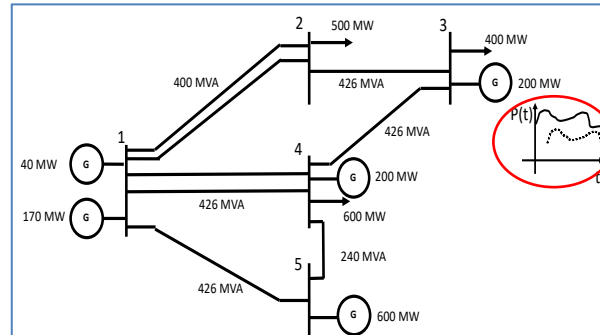 2
500 MW
3
400 MW
400 MVA
426 MVA
G
200 MW
P(t)
t
1
426 MVA
4
40 MW
G
G
200 MW
426 MVA
600 MW
170 MW
G
240 MVA
5
426 MVA
G
600 MW